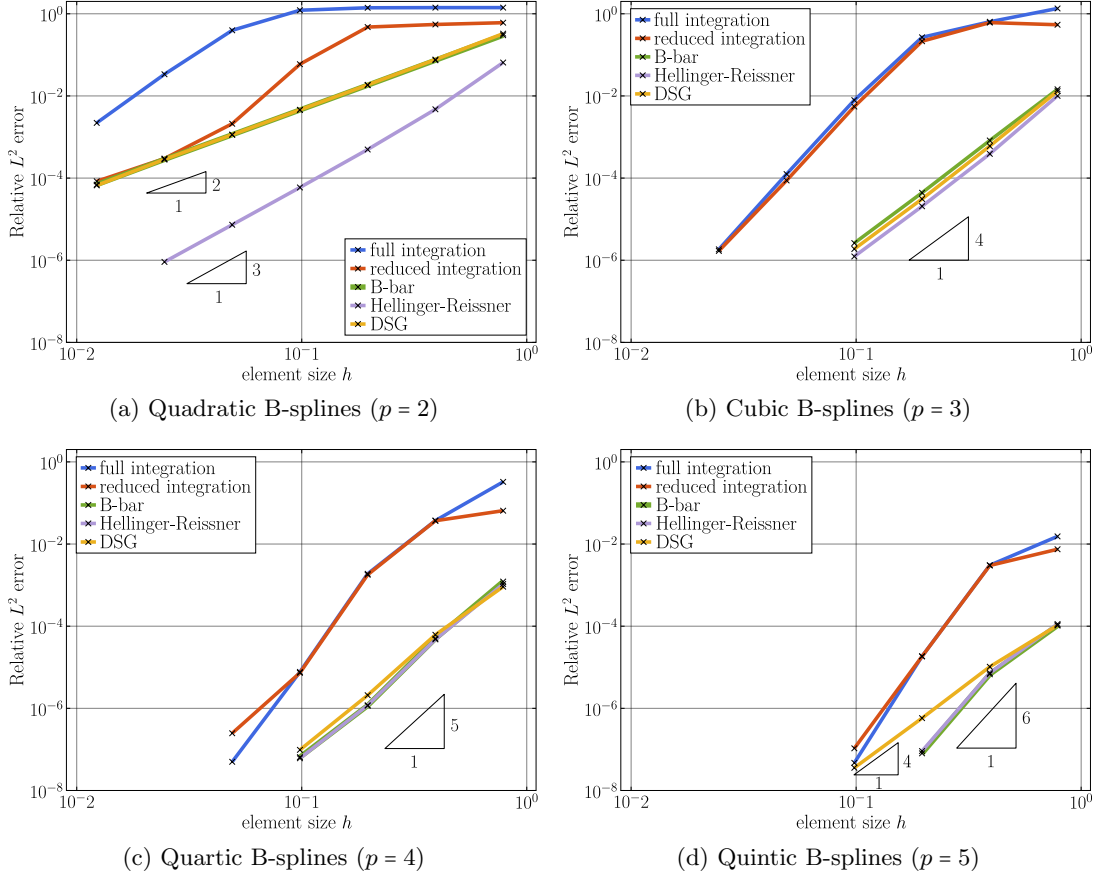 10^0
10^-2
10^-4
10^-6
10^-8
Relative L^2 error
2
1
3
1
full integration
reduced integration
B-bar
Hellinger-Reissner
DSG
10^-2
10^-1
10^0
element size h
(a) Quadratic B-splines (p = 2)
10^0
10^-2
10^-4
10^-6
10^-8
Relative L^2 error
full integration
reduced integration
B-bar
Hellinger-Reissner
DSG
4
1
10^-2
10^-1
10^0
element size h
(b) Cubic B-splines (p = 3)
10^0
10^-2
10^-4
10^-6
10^-8
Relative L^2 error
full integration
reduced integration
B-bar
Hellinger-Reissner
DSG
5
1
10^-2
10^-1
10^0
element size h
(c) Quartic B-splines (p = 4)
10^0
10^-2
10^-4
10^-6
10^-8
Relative L^2 error
full integration
reduced integration
B-bar
Hellinger-Reissner
DSG
6
1
4
1
10^-2
10^-1
10^0
element size h
(d) Quintic B-splines (p = 5)